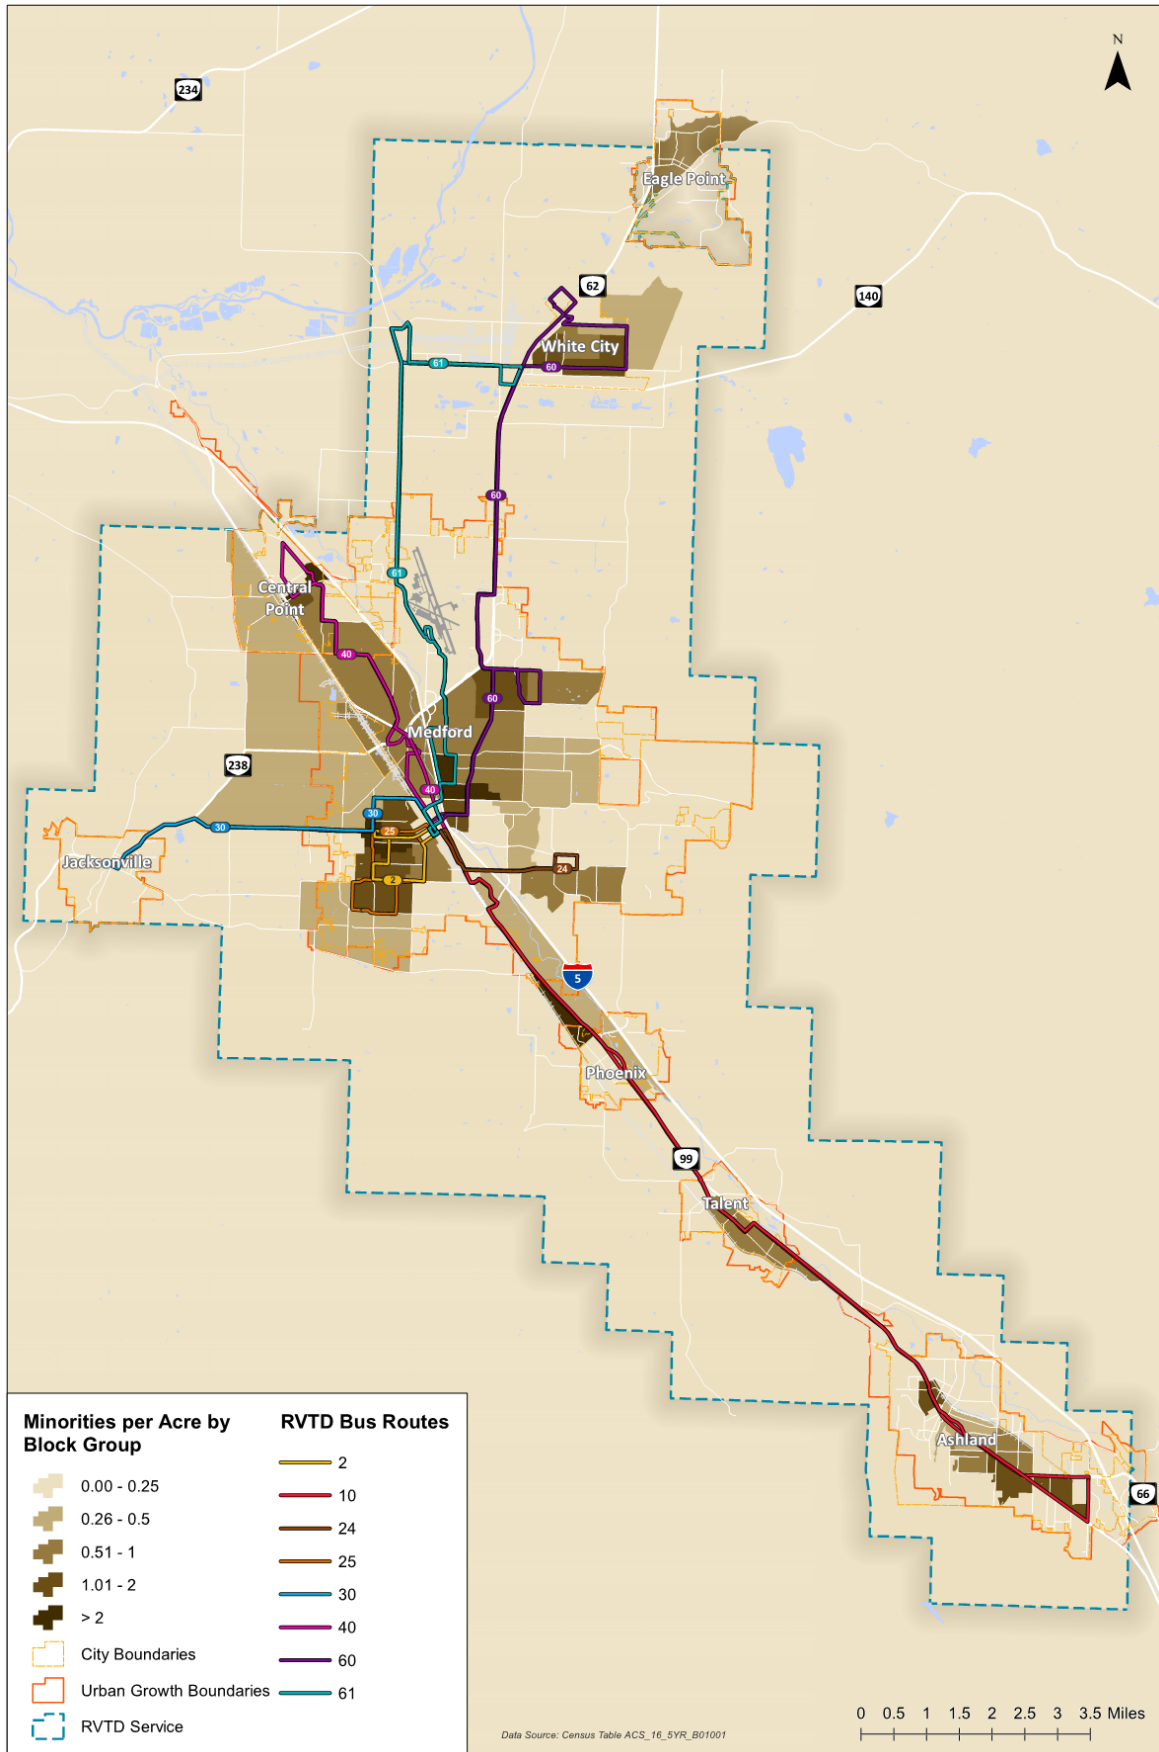 N
234
Eagle Point
62
140
White City
61
60
60
61
Central
Point
40
60
Medford
238
40
30
30
25
Jacksonville
24
2
5
Phoenix
99
Talent
Ashland
66
Minorities per Acre by
Block Group
0.00 - 0.25
0.26 - 0.5
0.51 - 1
1.01 - 2
> 2
City Boundaries
Urban Growth Boundaries
RVTD Service
RVTD Bus Routes
2
10
24
25
30
40
60
61
Data Source: Census Table ACS_16_5YR_B01001
0 0.5 1 1.5 2 2.5 3 3.5 Miles